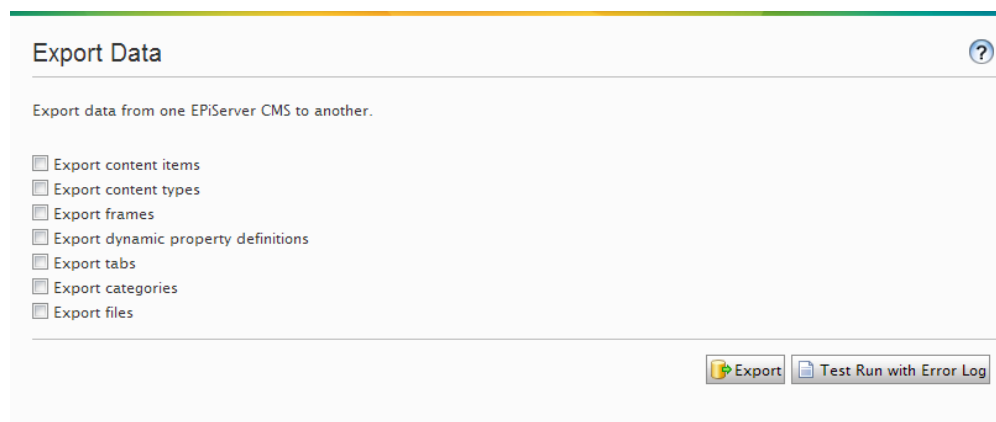 Export Data
?
Export data from one EPiServer CMS to another.
Export content items
Export content types
Export frames
Export dynamic property definitions
Export tabs
Export categories
Export files
Export Test Run with Error Log